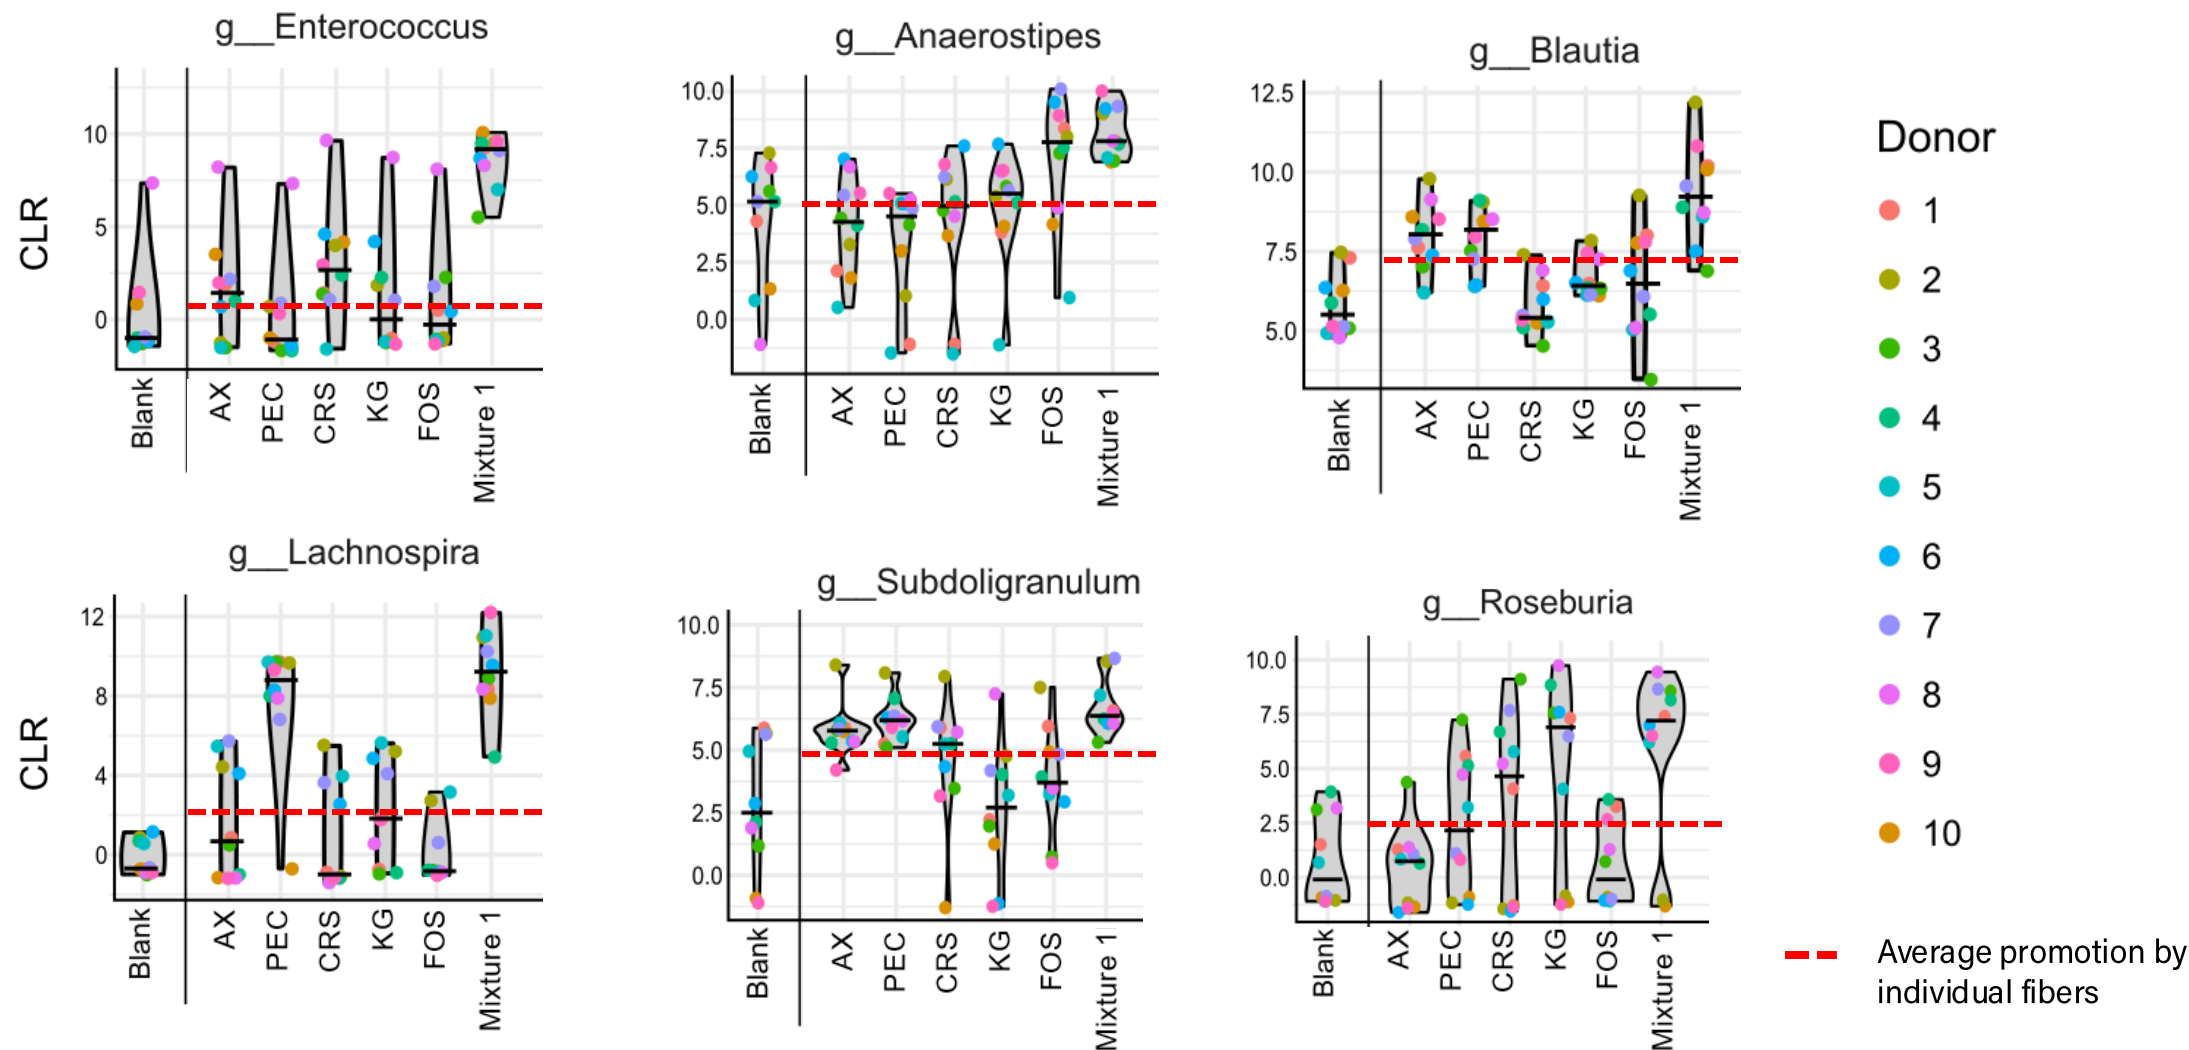 g__Enterococcus
CLR
10
5
0
Blank
AX
PEC
CRS
KG
FOS
Mixture 1
g__Anaerostipes
10.0
7.5
5.0
2.5
0.0
Blank
AX
PEC
CRS
KG
FOS
Mixture 1
g__Blautia
12.5
10.0
7.5
5.0
Blank
AX
PEC
CRS
KG
FOS
Mixture 1
g__Lachnospira
CLR
12
8
4
0
Blank
AX
PEC
CRS
KG
FOS
Mixture 1
g__Subdoligranulum
10.0
7.5
5.0
2.5
0.0
Blank
AX
PEC
CRS
KG
FOS
Mixture 1
g__Roseburia
10.0
7.5
5.0
2.5
0.0
Blank
AX
PEC
CRS
KG
FOS
Mixture 1
Donor
1
2
3
4
5
6
7
8
9
10
Average promotion by
individual fibers